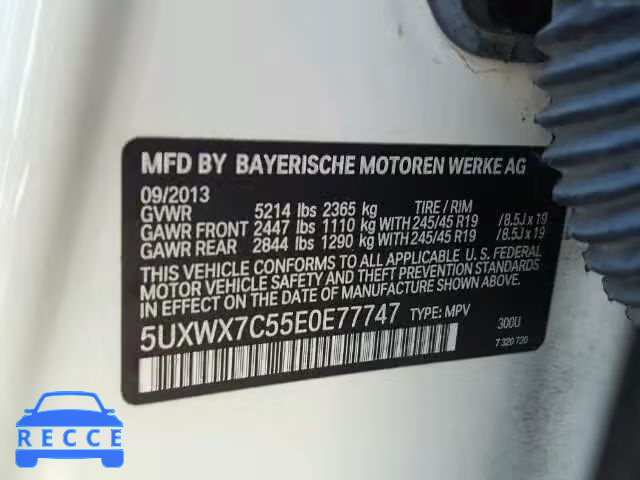 MFD BY BAYERISCHE MOTOREN WERKE AG
09/2013
GVWR 5214 lbs 2365 kg TIRE / RIM
GAWR FRONT 2447 lbs 1110 kg WITH 245/45 R19 /8.5J x 19
GAWR REAR 2844 lbs 1290 kg WITH 245/45 R19 /8.5J x 19
THIS VEHICLE CONFORMS TO ALL APPLICABLE U.S. FEDERAL
MOTOR VEHICLE SAFETY AND THEFT PREVENTION STANDARDS
IN EFFECT ON THE DATE OF MANUFACTURE SHOWN ABOVE.
5UXWX7C55E0E77747 TYPE: MPV
300U
7 320 720
RECCE